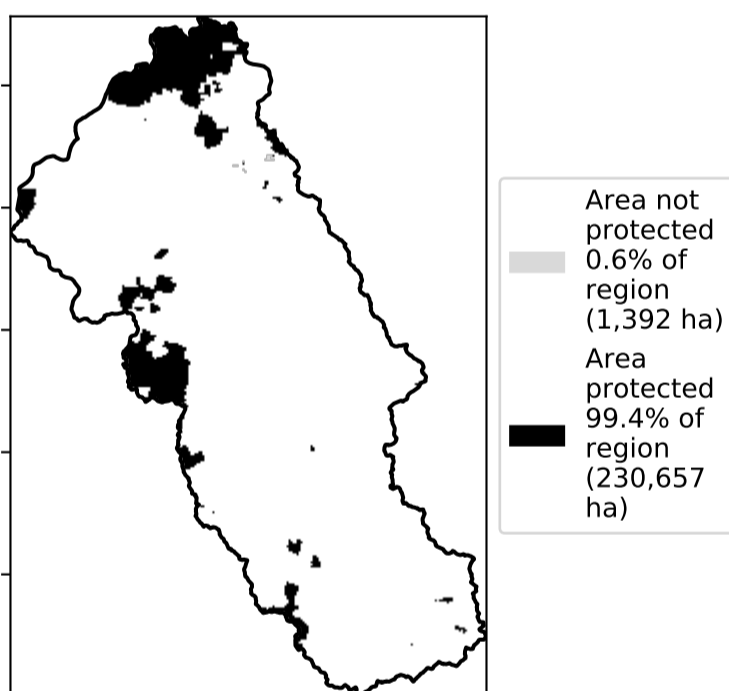 Area not
protected
0.6% of
region
(1,392 ha)
Area
protected
99.4% of
region
(230,657
ha)